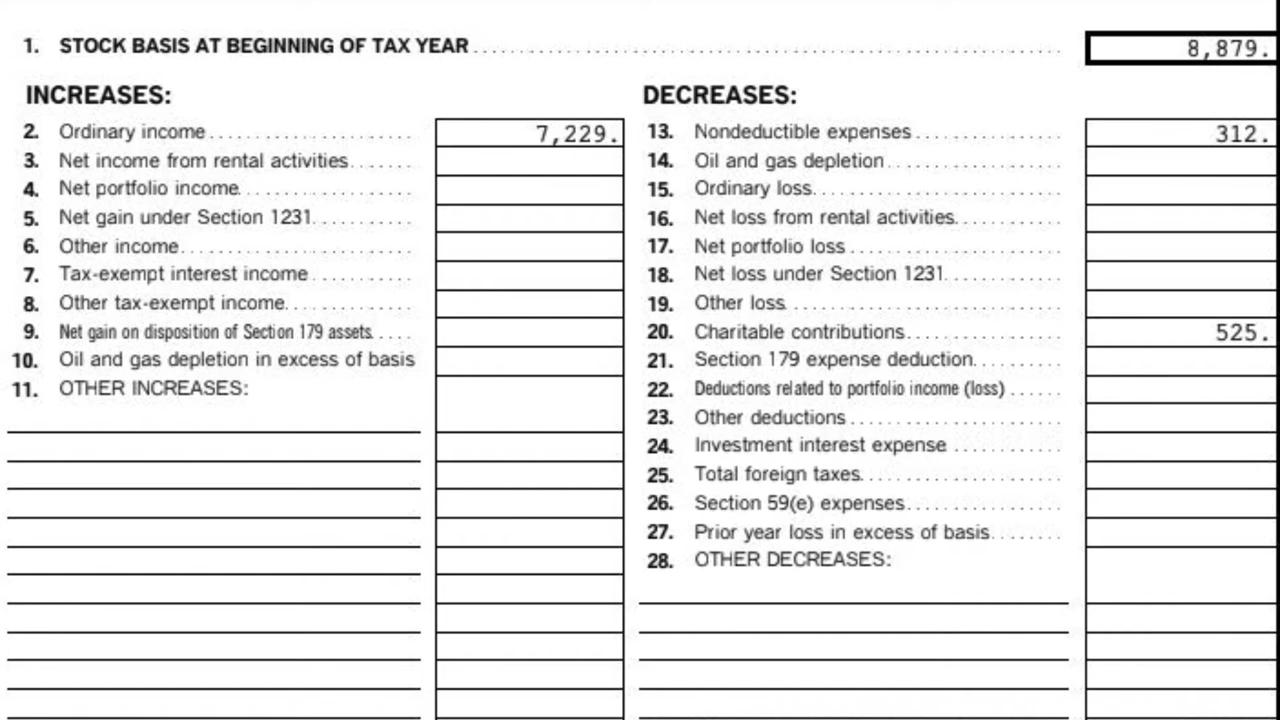 1. STOCK BASIS AT BEGINNING OF TAX YEAR 8,879.
INCREASES:
2. Ordinary income 7,229.
3. Net income from rental activities
4. Net portfolio income
5. Net gain under Section 1231
6. Other income
7. Tax-exempt interest income
8. Other tax-exempt income
9. Net gain on disposition of Section 179 assets
10. Oil and gas depletion in excess of basis
11. OTHER INCREASES:
DECREASES:
13. Nondeductible expenses 312.
14. Oil and gas depletion
15. Ordinary loss
16. Net loss from rental activities
17. Net portfolio loss
18. Net loss under Section 1231
19. Other loss
20. Charitable contributions 525.
21. Section 179 expense deduction
22. Deductions related to portfolio income (loss)
23. Other deductions
24. Investment interest expense
25. Total foreign taxes
26. Section 59(e) expenses
27. Prior year loss in excess of basis
28. OTHER DECREASES: